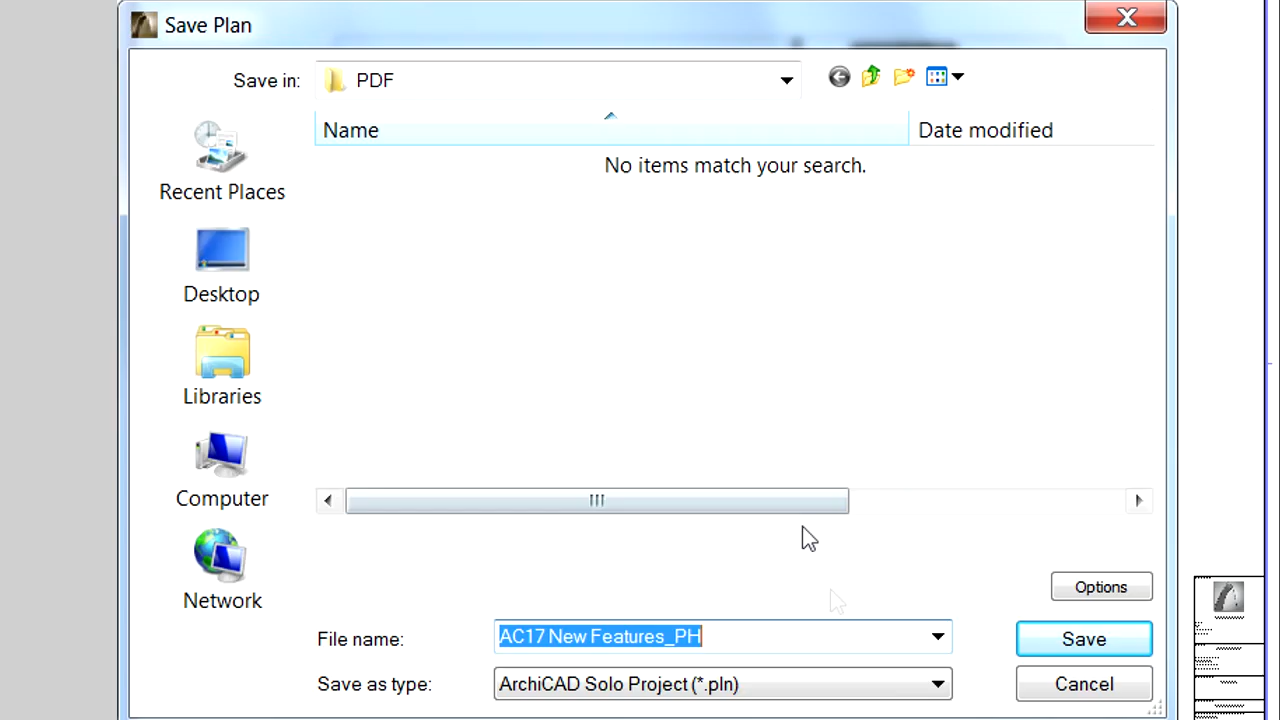 Save Plan
Save in: PDF
Name Date modified
No items match your search.
Recent Places
Desktop
Libraries
Computer
Network
Options
File name: AC17 New Features_PH Save
Save as type: ArchiCAD Solo Project (*.pln) Cancel